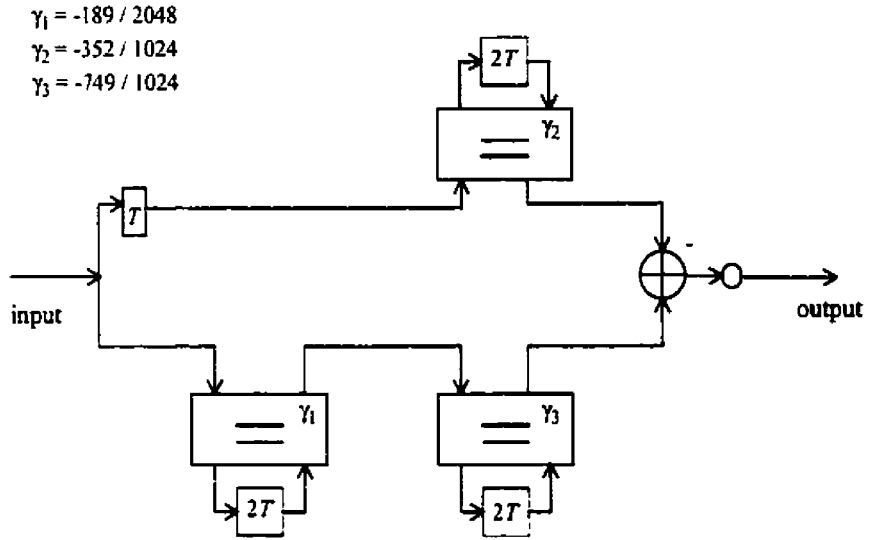 γ1 = -189 / 2048
γ2 = -352 / 1024
γ3 = -749 / 1024
2T
γ2
T
-
input
output
γ1
γ3
2T
2T